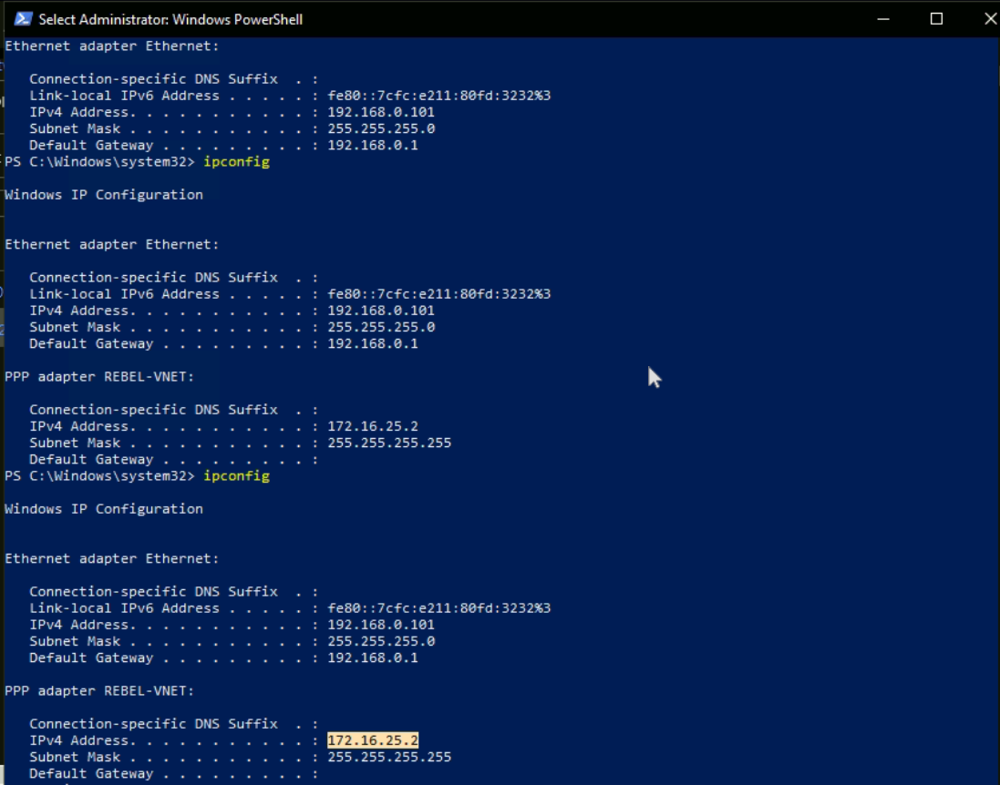 Select Administrator: Windows PowerShell
Ethernet adapter Ethernet:
Connection-specific DNS Suffix . :
Link-local IPv6 Address . . . . . : fe80::7cfc:e211:80fd:3232%3
IPv4 Address. . . . . . . . . . . : 192.168.0.101
Subnet Mask . . . . . . . . . . . : 255.255.255.0
Default Gateway . . . . . . . . . : 192.168.0.1
PS C:\Windows\system32> ipconfig
Windows IP Configuration
Ethernet adapter Ethernet:
Connection-specific DNS Suffix . :
Link-local IPv6 Address . . . . . : fe80::7cfc:e211:80fd:3232%3
IPv4 Address. . . . . . . . . . . : 192.168.0.101
Subnet Mask . . . . . . . . . . . : 255.255.255.0
Default Gateway . . . . . . . . . : 192.168.0.1
PPP adapter REBEL-VNET:
Connection-specific DNS Suffix . :
IPv4 Address. . . . . . . . . . . : 172.16.25.2
Subnet Mask . . . . . . . . . . . : 255.255.255.255
Default Gateway . . . . . . . . . :
PS C:\Windows\system32> ipconfig
Windows IP Configuration
Ethernet adapter Ethernet:
Connection-specific DNS Suffix . :
Link-local IPv6 Address . . . . . : fe80::7cfc:e211:80fd:3232%3
IPv4 Address. . . . . . . . . . . : 192.168.0.101
Subnet Mask . . . . . . . . . . . : 255.255.255.0
Default Gateway . . . . . . . . . : 192.168.0.1
PPP adapter REBEL-VNET:
Connection-specific DNS Suffix . :
IPv4 Address. . . . . . . . . . . : 172.16.25.2
Subnet Mask . . . . . . . . . . . : 255.255.255.255
Default Gateway . . . . . . . . . :